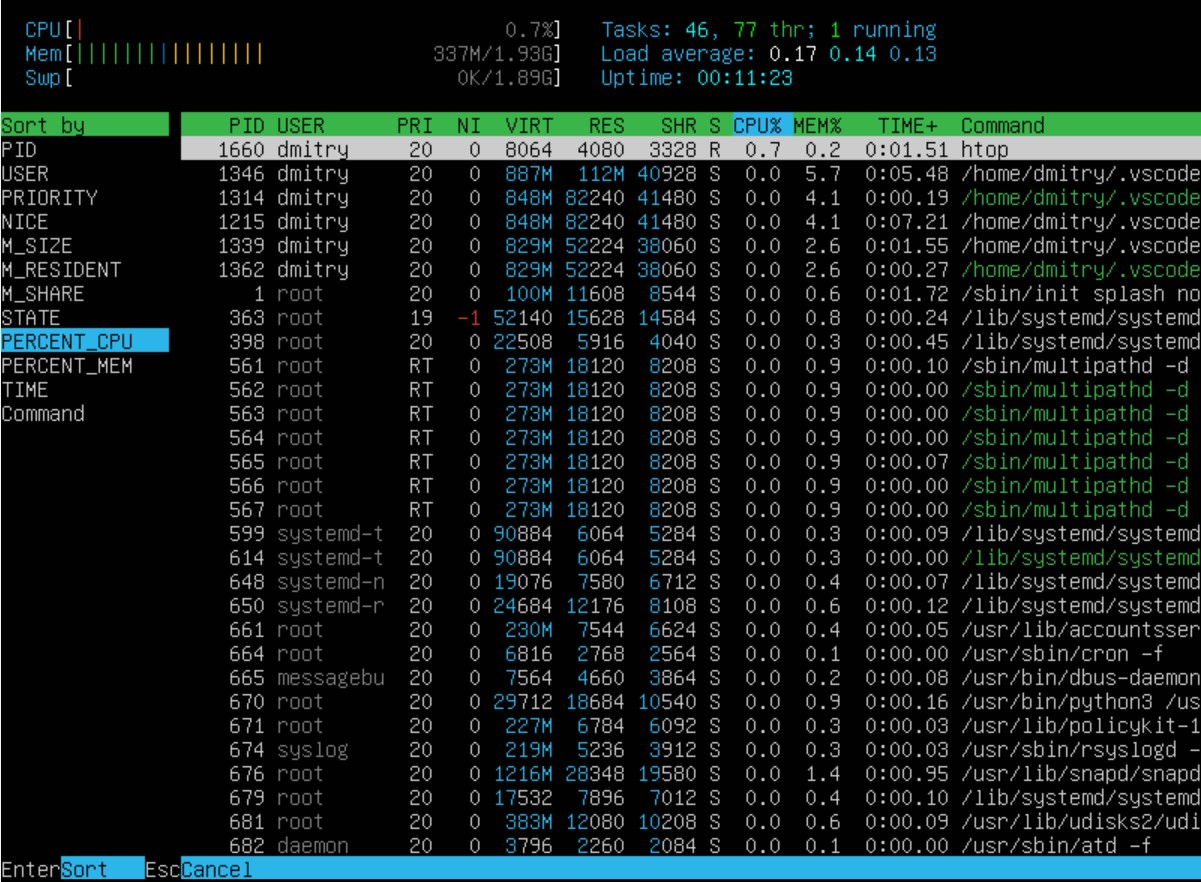 CPU[| 0.7%] Tasks: 46, 77 thr; 1 running
Mem[|||||||||||||||| 337M/1.93G] Load average: 0.17 0.14 0.13
Swp[ 0K/1.89G] Uptime: 00:11:23
Sort by PID USER PRI NI VIRT RES SHR S CPU% MEM% TIME+ Command
PID 1660 dmitry 20 0 8064 4080 3328 R 0.7 0.2 0:01.51 htop
USER 1346 dmitry 20 0 887M 112M 40928 S 0.0 5.7 0:05.48 /home/dmitry/.vscode
PRIORITY 1314 dmitry 20 0 848M 82240 41480 S 0.0 4.1 0:00.19 /home/dmitry/.vscode
NICE 1215 dmitry 20 0 848M 82240 41480 S 0.0 4.1 0:07.21 /home/dmitry/.vscode
M_SIZE 1339 dmitry 20 0 829M 52224 38060 S 0.0 2.6 0:01.55 /home/dmitry/.vscode
M_RESIDENT 1362 dmitry 20 0 829M 52224 38060 S 0.0 2.6 0:00.27 /home/dmitry/.vscode
M_SHARE 1 root 20 0 100M 11608 8544 S 0.0 0.6 0:01.72 /sbin/init splash no
STATE 363 root 19 -1 52140 15628 14584 S 0.0 0.8 0:00.24 /lib/systemd/systemd
PERCENT_CPU 398 root 20 0 22508 5916 4040 S 0.0 0.3 0:00.45 /lib/systemd/systemd
PERCENT_MEM 561 root RT 0 273M 18120 8208 S 0.0 0.9 0:00.10 /sbin/multipathd -d
TIME 562 root RT 0 273M 18120 8208 S 0.0 0.9 0:00.00 /sbin/multipathd -d
Command 563 root RT 0 273M 18120 8208 S 0.0 0.9 0:00.00 /sbin/multipathd -d
564 root RT 0 273M 18120 8208 S 0.0 0.9 0:00.00 /sbin/multipathd -d
565 root RT 0 273M 18120 8208 S 0.0 0.9 0:00.07 /sbin/multipathd -d
566 root RT 0 273M 18120 8208 S 0.0 0.9 0:00.00 /sbin/multipathd -d
567 root RT 0 273M 18120 8208 S 0.0 0.9 0:00.00 /sbin/multipathd -d
599 systemd-t 20 0 90884 6064 5284 S 0.0 0.3 0:00.09 /lib/systemd/systemd
614 systemd-t 20 0 90884 6064 5284 S 0.0 0.3 0:00.00 /lib/systemd/systemd
648 systemd-n 20 0 19076 7580 6712 S 0.0 0.4 0:00.07 /lib/systemd/systemd
650 systemd-r 20 0 24684 12176 8108 S 0.0 0.6 0:00.12 /lib/systemd/systemd
661 root 20 0 230M 7544 6624 S 0.0 0.4 0:00.05 /usr/lib/accountsser
664 root 20 0 6816 2768 2564 S 0.0 0.1 0:00.00 /usr/sbin/cron -f
665 messagebu 20 0 7564 4660 3864 S 0.0 0.2 0:00.08 /usr/bin/dbus-daemon
670 root 20 0 29712 18684 10540 S 0.0 0.9 0:00.16 /usr/bin/python3 /us
671 root 20 0 227M 6784 6092 S 0.0 0.3 0:00.03 /usr/lib/policykit-1
674 syslog 20 0 219M 5236 3912 S 0.0 0.3 0:00.03 /usr/sbin/rsyslogd -
676 root 20 0 1216M 28348 19580 S 0.0 1.4 0:00.95 /usr/lib/snapd/snapd
679 root 20 0 17532 7896 7012 S 0.0 0.4 0:00.10 /lib/systemd/systemd
681 root 20 0 383M 12080 10208 S 0.0 0.6 0:00.09 /usr/lib/udisks2/udi
682 daemon 20 0 3796 2260 2084 S 0.0 0.1 0:00.00 /usr/sbin/atd -f
EnterSort EscCancel